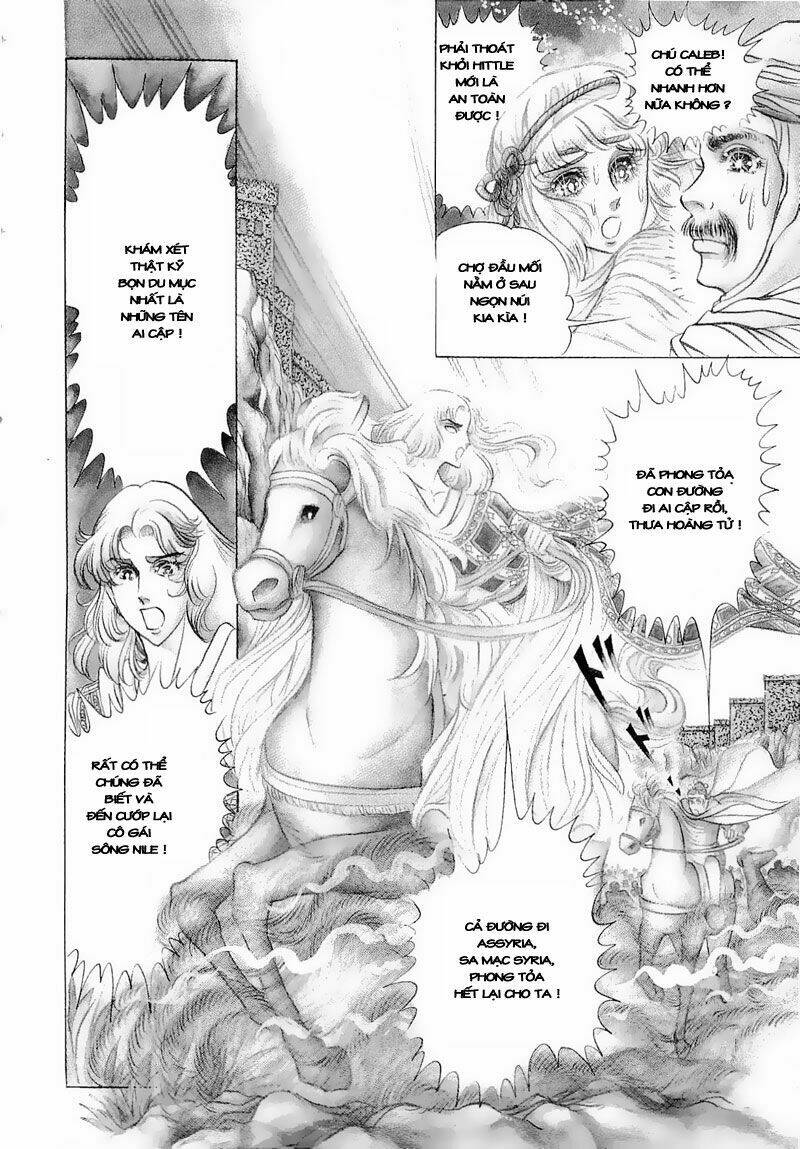 CHÚ CALEB!
CÓ THỂ
NHANH HƠN
NỮA KHÔNG ?
PHẢI THOÁT
KHỎI HITTLE
MỚI LÀ
AN TOÀN
ĐƯỢC !
CHỢ ĐẦU MỐI
NẰM Ở SAU
NGỌN NÚI
KIA KÌA !
ĐÃ PHONG TỎA
CON ĐƯỜNG
ĐI AI CẬP RỒI,
THƯA HOÀNG TỬ !
ドドド
CẢ ĐƯỜNG ĐI
ASSYRIA,
SA MẠC SYRIA,
PHONG TỎA
HẾT LẠI CHO TA !
KHÁM XÉT
THẬT KỸ
BỌN DU MỤC
NHẤT LÀ
NHỮNG TÊN
AI CẬP !
RẤT CÓ THỂ
CHÚNG ĐÃ
BIẾT VÀ
ĐẾN CƯỚP LẠI
CÔ GÁI
SÔNG NILE !